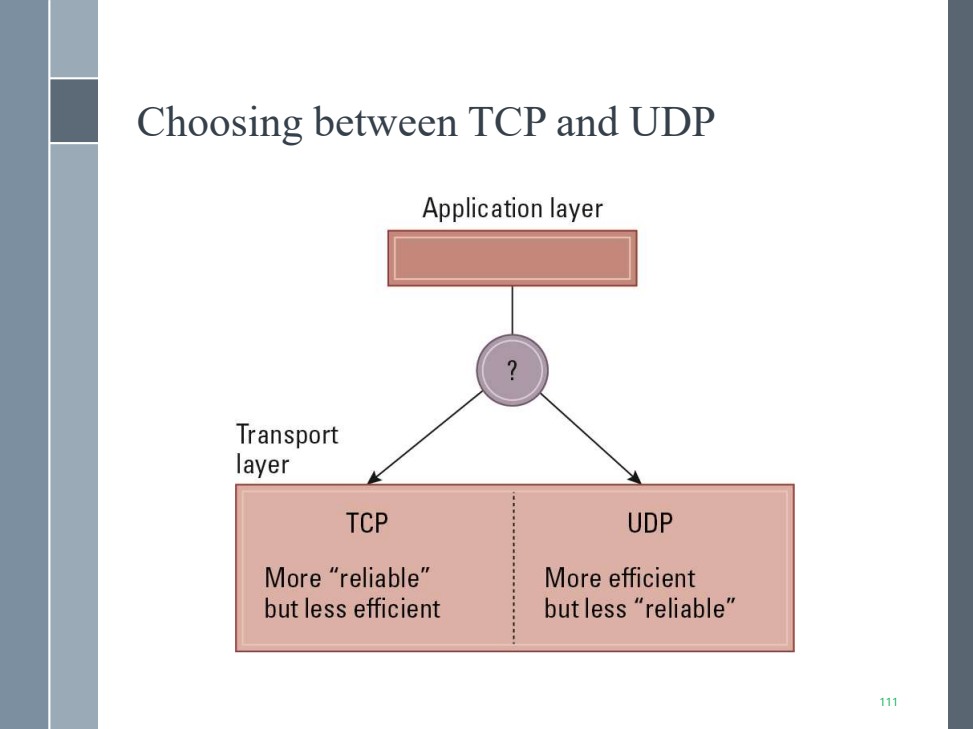 Choosing between TCP and UDP
Application layer
?
Transport
layer
TCP
More “reliable”
but less efficient
UDP
More efficient
but less “reliable”
111